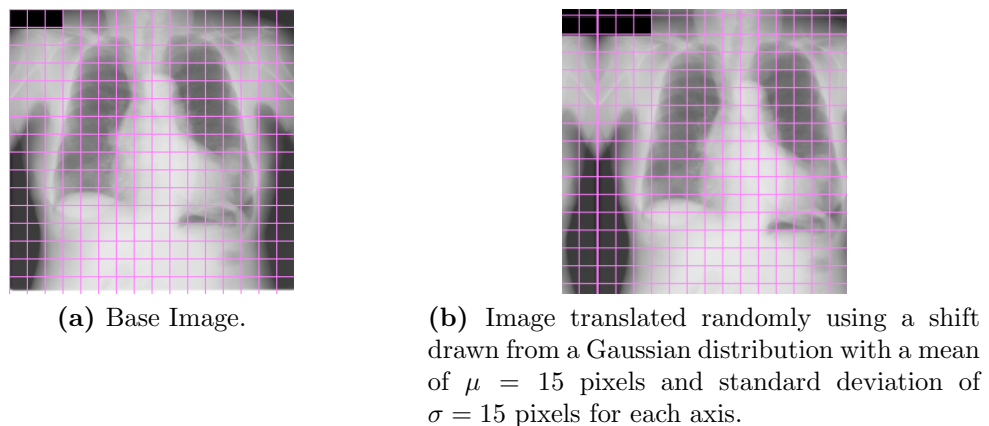 (a) Base Image.
(b) Image translated randomly using a shift
drawn from a Gaussian distribution with a mean
of μ = 15 pixels and standard deviation of
σ = 15 pixels for each axis.